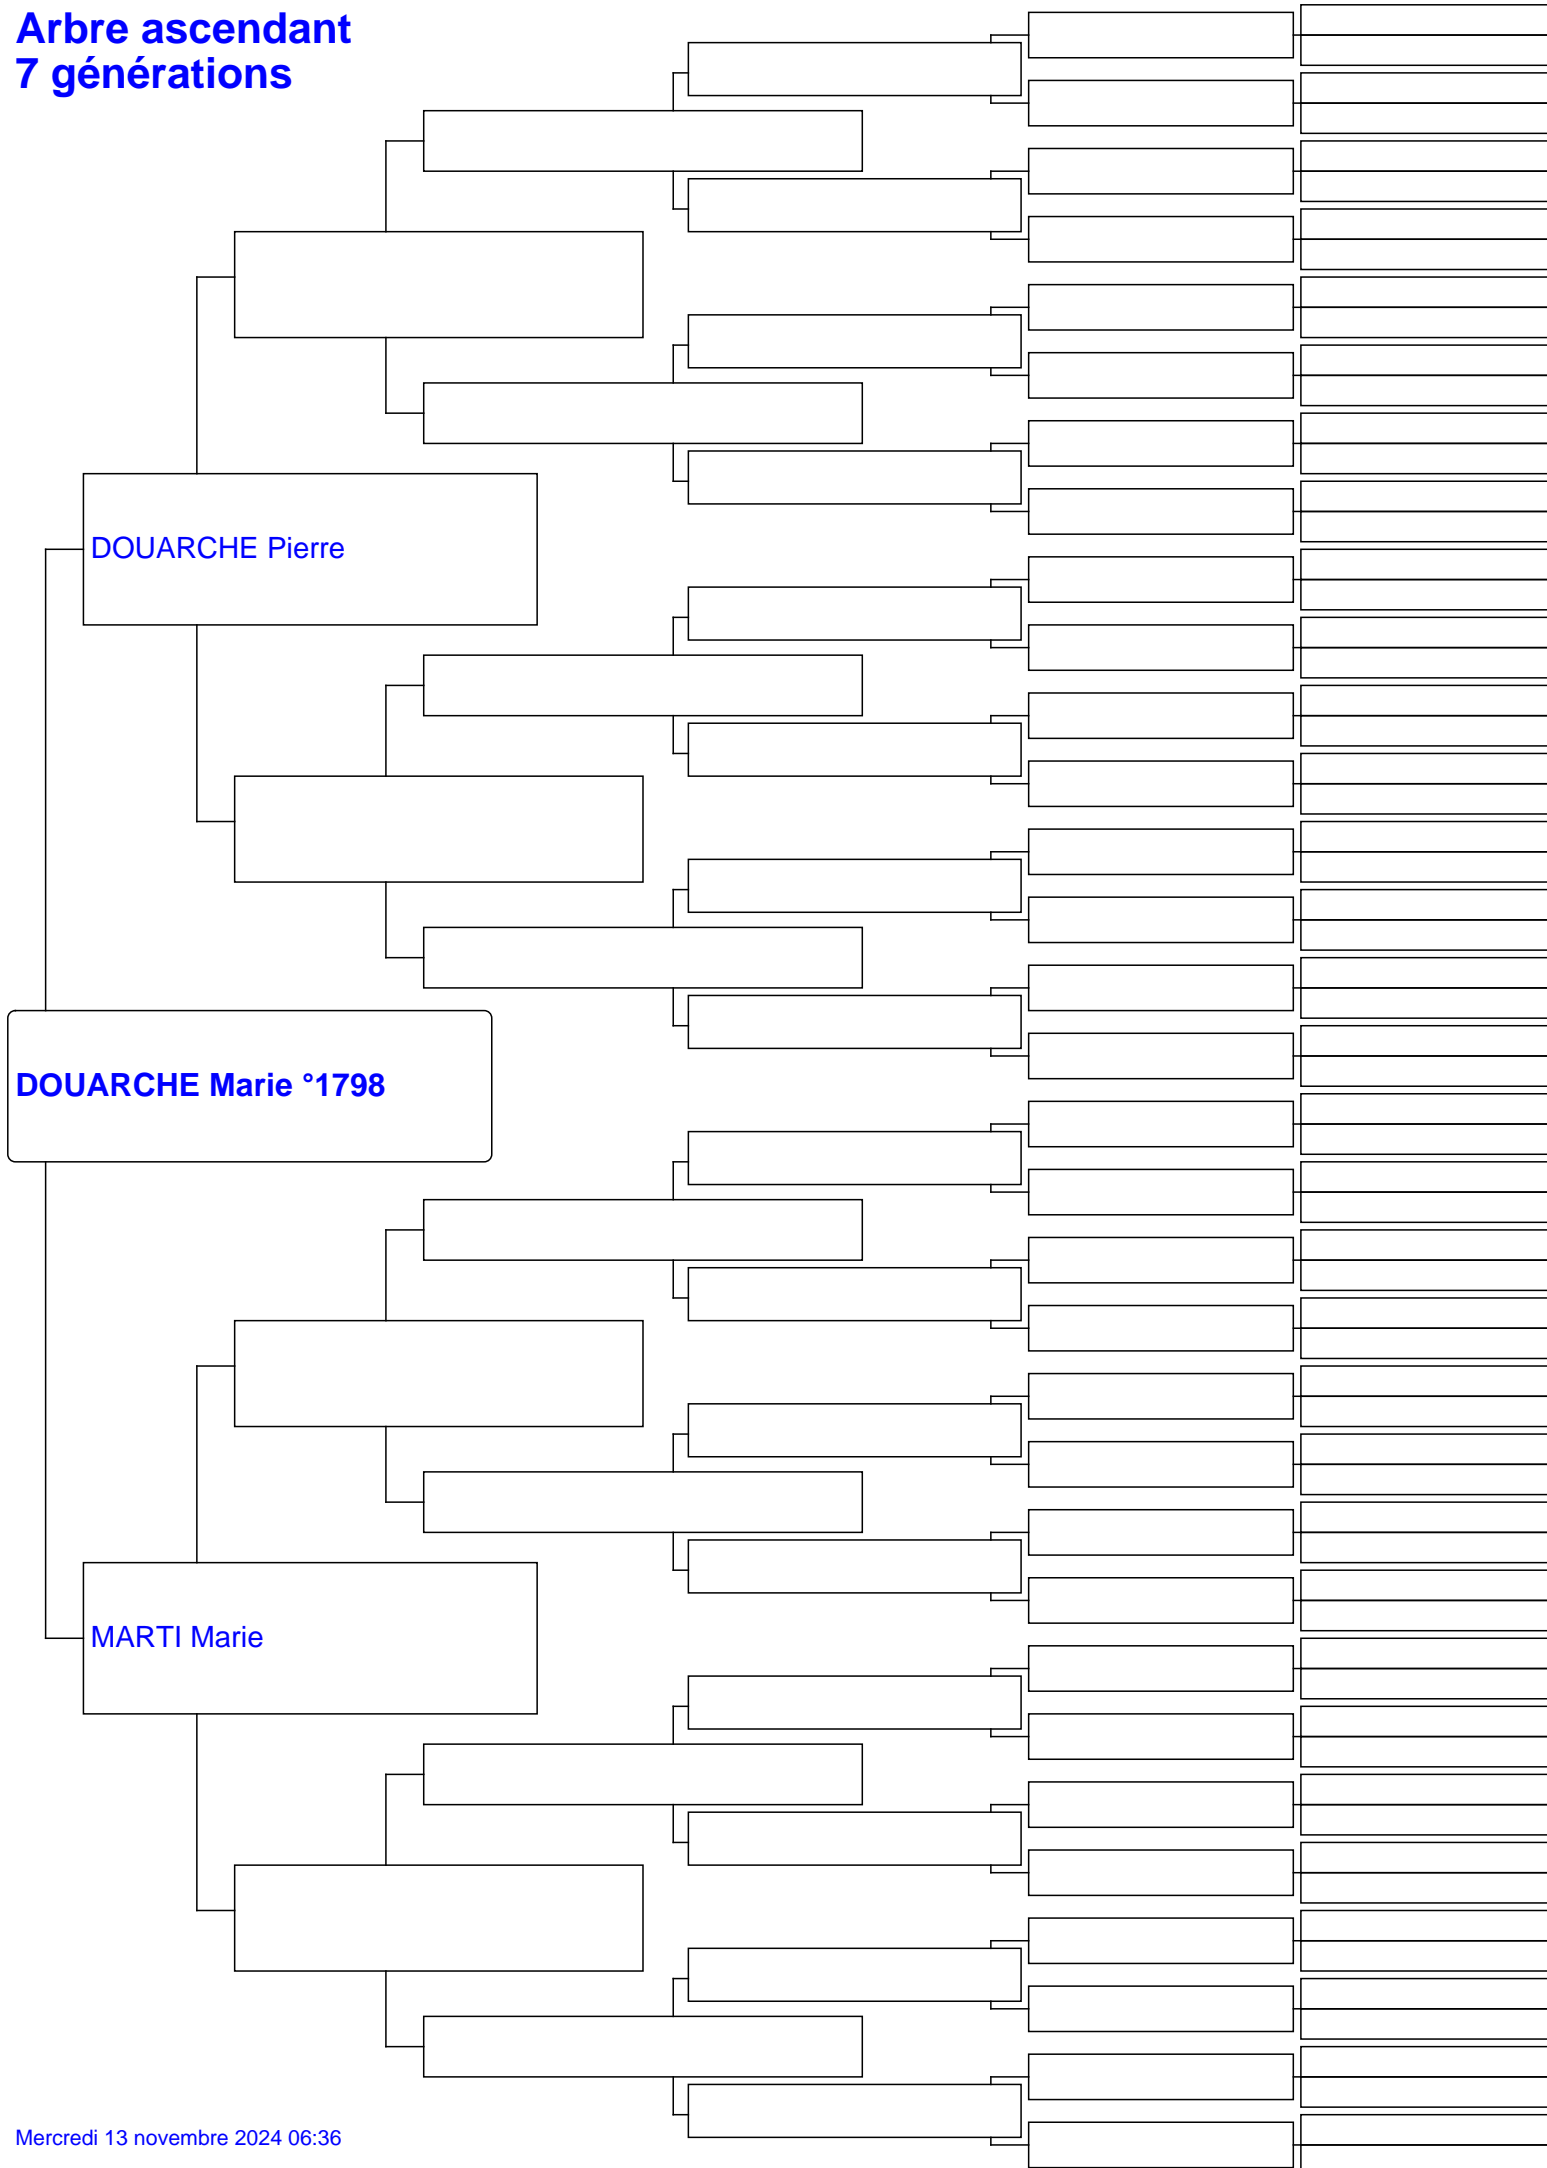 Arbre ascendant
7 générations
DOUARCHE Pierre
DOUARCHE Marie °1798
MARTI Marie
Mercredi 13 novembre 2024 06:36